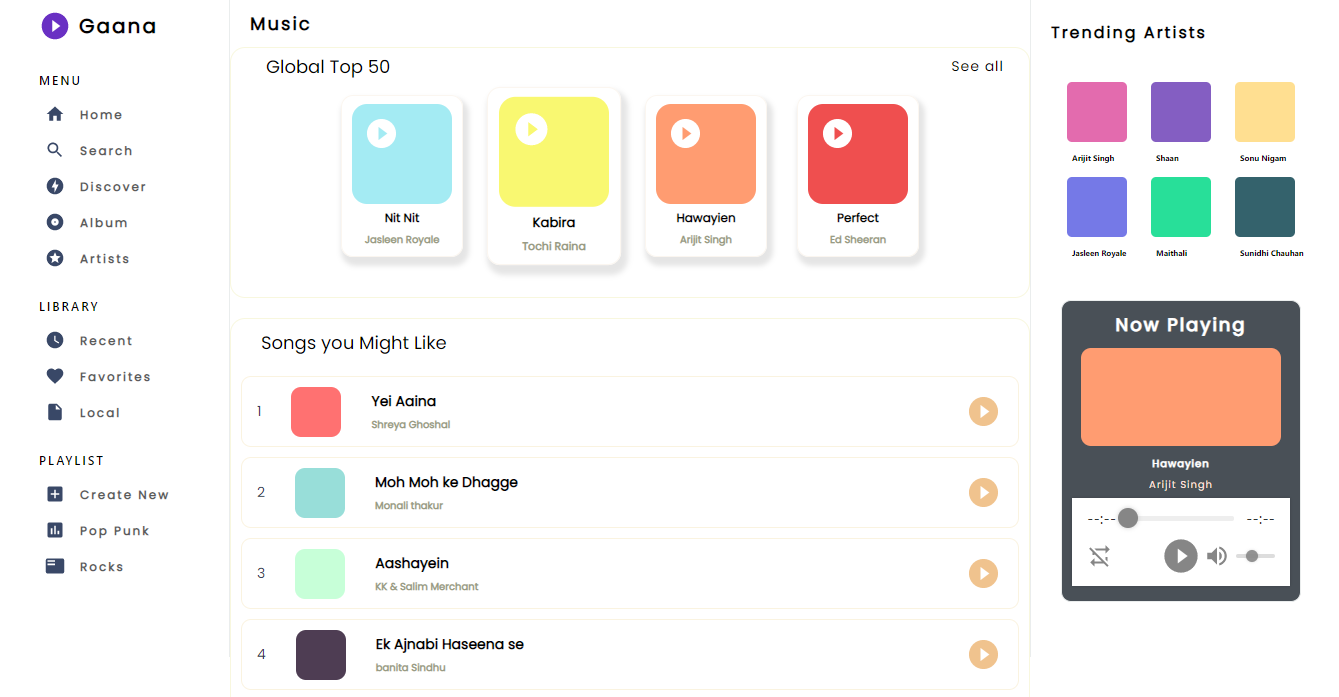 Gaana
MENU
Home
Search
Discover
Album
Artists
LIBRARY
Recent
Favorites
Local
PLAYLIST
Create New
Pop Punk
Rocks
Music
Global Top 50
See all
Nit Nit
Jasleen Royale
Kabira
Tochi Raina
Hawayien
Arijit Singh
Perfect
Ed Sheeran
Songs you Might Like
1
Yei Aaina
Shreya Ghoshal
2
Moh Moh ke Dhagge
Monali thakur
3
Aashayein
KK & Salim Merchant
4
Ek Ajnabi Haseena se
banita Sindhu
Trending Artists
Arijit Singh
Shaan
Sonu Nigam
Jasleen Royale
Maithali
Sunidhi Chauhan
Now Playing
Hawayien
Arijit Singh
--:--
--:--